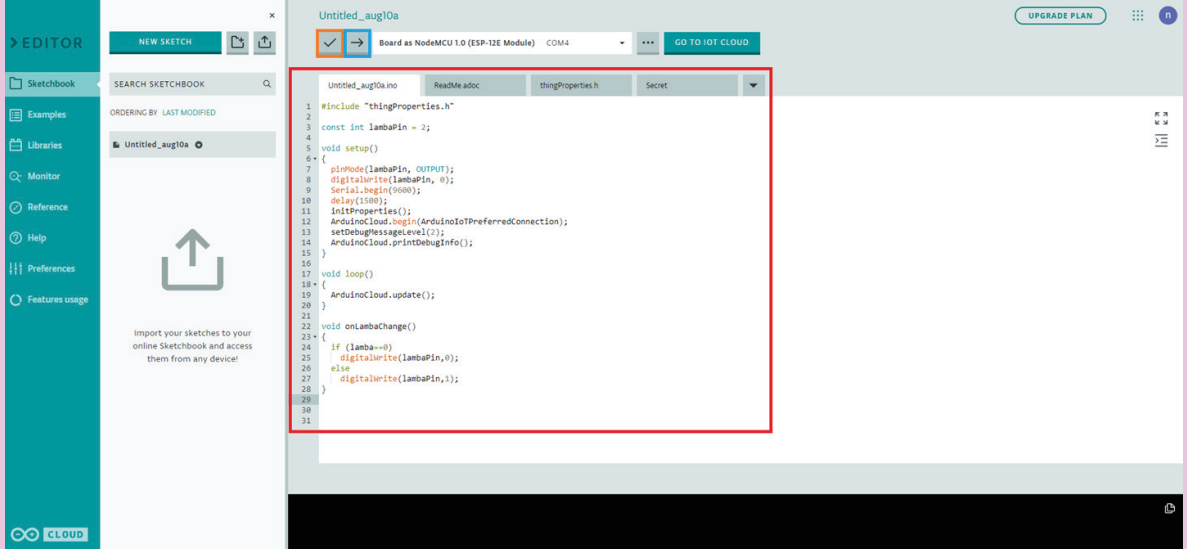 ×
>EDITOR
Sketchbook
Examples
Libraries
Monitor
Reference
Help
Preferences
Features usage
CLOUD
NEW SKETCH
SEARCH SKETCHBOOK
ORDERING BY LAST MODIFIED
Untitled_aug10a
Import your sketches to your
online Sketchbook and access
them from any device!
Untitled_aug10a
UPGRADE PLAN
n
Board as NodeMCU 1.0 (ESP-12E Module) COM4
GO TO IOT CLOUD
Untitled_aug10a.ino ReadMe.adoc thingProperties.h Secret
1 #include "thingProperties.h"
2
3 const int lambaPin = 2;
4
5 void setup()
6 {
7 pinMode(lambaPin, OUTPUT);
8 digitalWrite(lambaPin, 0);
9 Serial.begin(9600);
10 delay(1500);
11 initProperties();
12 ArduinoCloud.begin(ArduinoIoTPreferredConnection);
13 setDebugMessageLevel(2);
14 ArduinoCloud.printDebugInfo();
15 }
16
17 void loop()
18 {
19 ArduinoCloud.update();
20 }
21
22 void onLambaChange()
23 {
24 if (lamba==0)
25 digitalWrite(lambaPin,0);
26 else
27 digitalWrite(lambaPin,1);
28 }
29
30
31